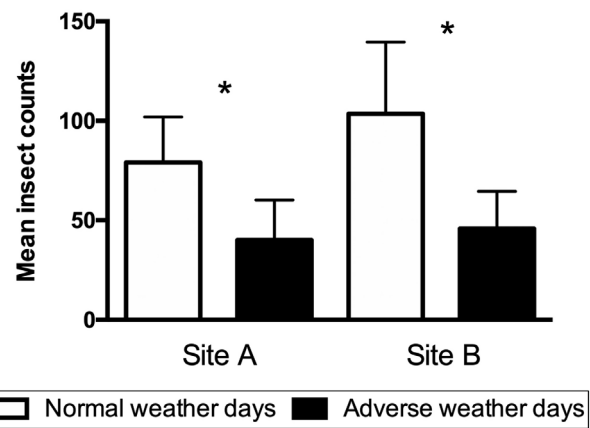 Mean insect counts
150
100
50
0
*
*
Site A
Site B
Normal weather days
Adverse weather days